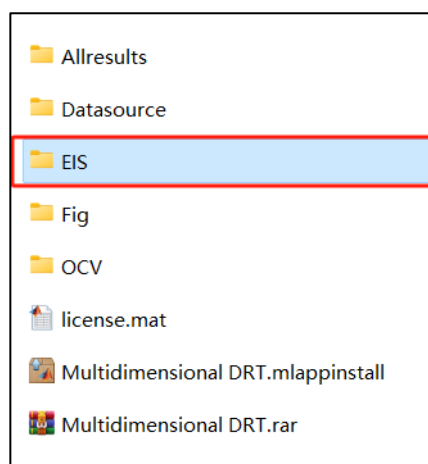 Allresults
Datasource
EIS
Fig
OCV
license.mat
Multidimensional DRT.mlappinstall
Multidimensional DRT.rar